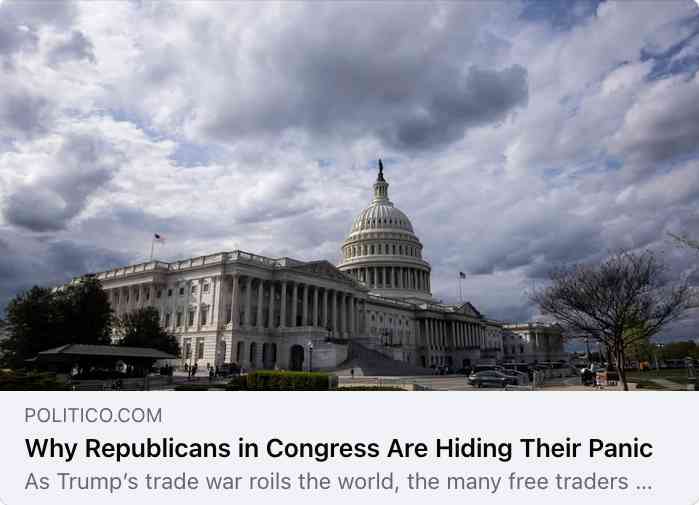 POLITICO.COM
Why Republicans in Congress Are Hiding Their Panic
As Trump’s trade war roils the world, the many free traders ...